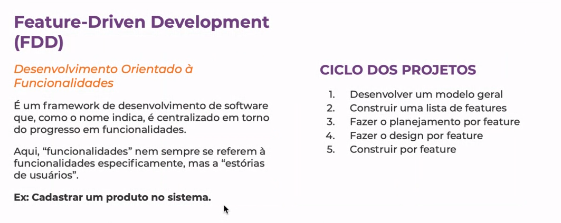 Feature-Driven Development
(FDD)
Desenvolvimento Orientado à
Funcionalidades
É um framework de desenvolvimento de software
que, como o nome indica, é centralizado em torno
do progresso em funcionalidades.
Aqui, “funcionalidades” nem sempre se referem à
funcionalidades especificamente, mas a “estórias
de usuários”.
Ex: Cadastrar um produto no sistema.
CICLO DOS PROJETOS
1. Desenvolver um modelo geral
2. Construir uma lista de features
3. Fazer o planejamento por feature
4. Fazer o design por feature
5. Construir por feature